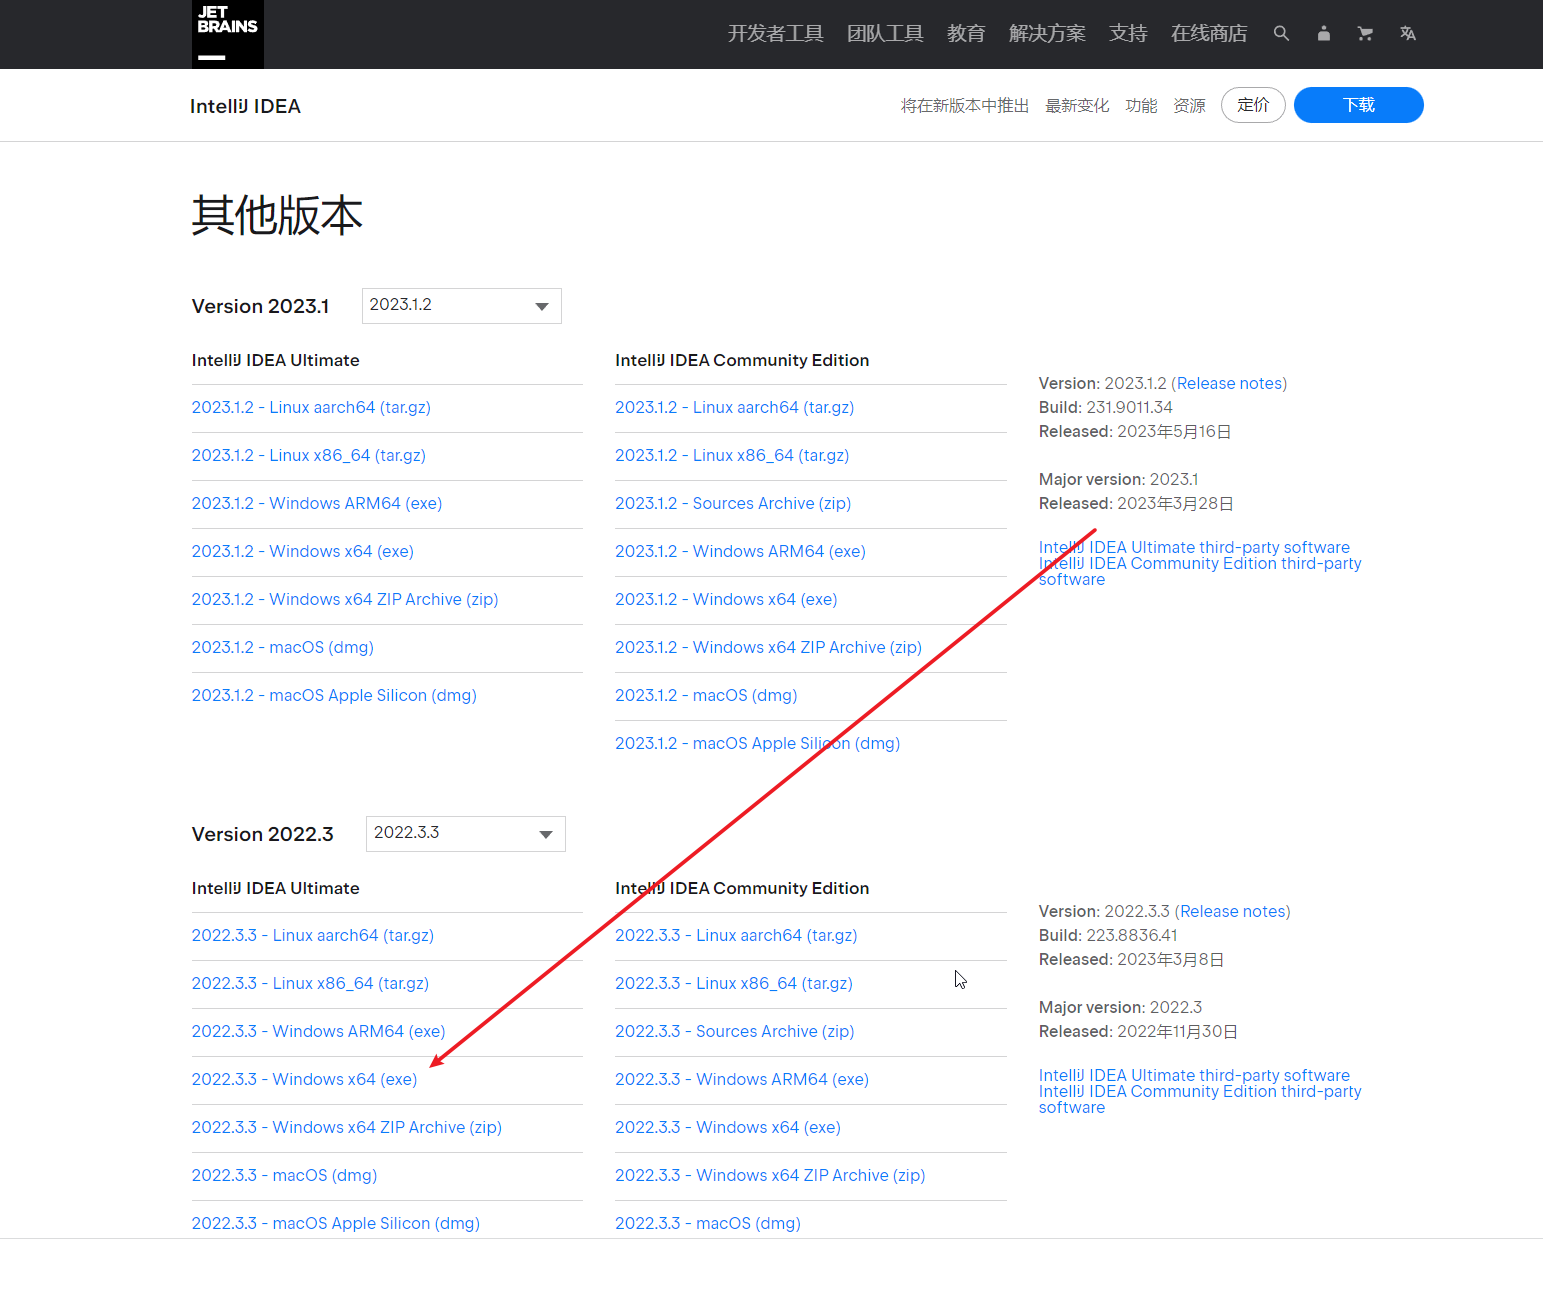 JET
BRAINS
开发者工具 团队工具 教育 解决方案 支持 在线商店
IntelliJ IDEA
将在新版本中推出 最新变化 功能 资源 定价 下载
其他版本
Version 2023.1 2023.1.2
IntelliJ IDEA Ultimate
2023.1.2 - Linux aarch64 (tar.gz)
2023.1.2 - Linux x86_64 (tar.gz)
2023.1.2 - Windows ARM64 (exe)
2023.1.2 - Windows x64 (exe)
2023.1.2 - Windows x64 ZIP Archive (zip)
2023.1.2 - macOS (dmg)
2023.1.2 - macOS Apple Silicon (dmg)
IntelliJ IDEA Community Edition
2023.1.2 - Linux aarch64 (tar.gz)
2023.1.2 - Linux x86_64 (tar.gz)
2023.1.2 - Sources Archive (zip)
2023.1.2 - Windows ARM64 (exe)
2023.1.2 - Windows x64 (exe)
2023.1.2 - Windows x64 ZIP Archive (zip)
2023.1.2 - macOS (dmg)
2023.1.2 - macOS Apple Silicon (dmg)
Version: 2023.1.2 (Release notes)
Build: 231.9011.34
Released: 2023年5月16日
Major version: 2023.1
Released: 2023年3月28日
IntelliJ IDEA Ultimate third-party software
IntelliJ IDEA Community Edition third-party
software
Version 2022.3 2022.3.3
IntelliJ IDEA Ultimate
2022.3.3 - Linux aarch64 (tar.gz)
2022.3.3 - Linux x86_64 (tar.gz)
2022.3.3 - Windows ARM64 (exe)
2022.3.3 - Windows x64 (exe)
2022.3.3 - Windows x64 ZIP Archive (zip)
2022.3.3 - macOS (dmg)
2022.3.3 - macOS Apple Silicon (dmg)
IntelliJ IDEA Community Edition
2022.3.3 - Linux aarch64 (tar.gz)
2022.3.3 - Linux x86_64 (tar.gz)
2022.3.3 - Sources Archive (zip)
2022.3.3 - Windows ARM64 (exe)
2022.3.3 - Windows x64 (exe)
2022.3.3 - Windows x64 ZIP Archive (zip)
2022.3.3 - macOS (dmg)
Version: 2022.3.3 (Release notes)
Build: 223.8836.41
Released: 2023年3月8日
Major version: 2022.3
Released: 2022年11月30日
IntelliJ IDEA Ultimate third-party software
IntelliJ IDEA Community Edition third-party
software